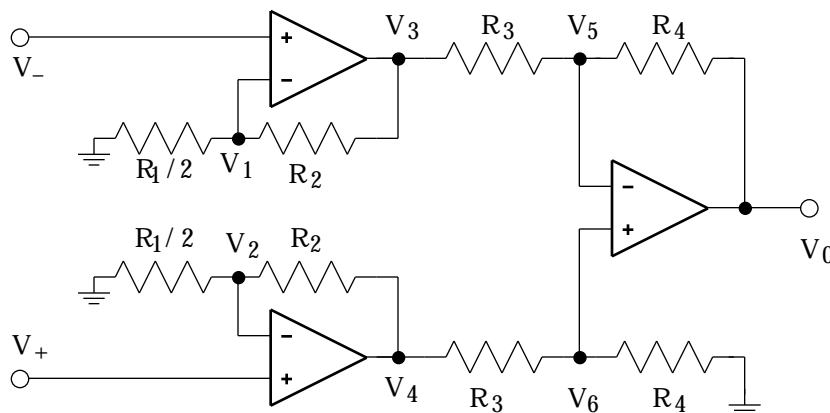 V₃ R₃ V₅ R₄
+
V₋
−
R₁/2 V₁ R₂
−
+
R₁/2 V₂ R₂
V₀
V₊
−
+
V₄ R₃ V₆ R₄